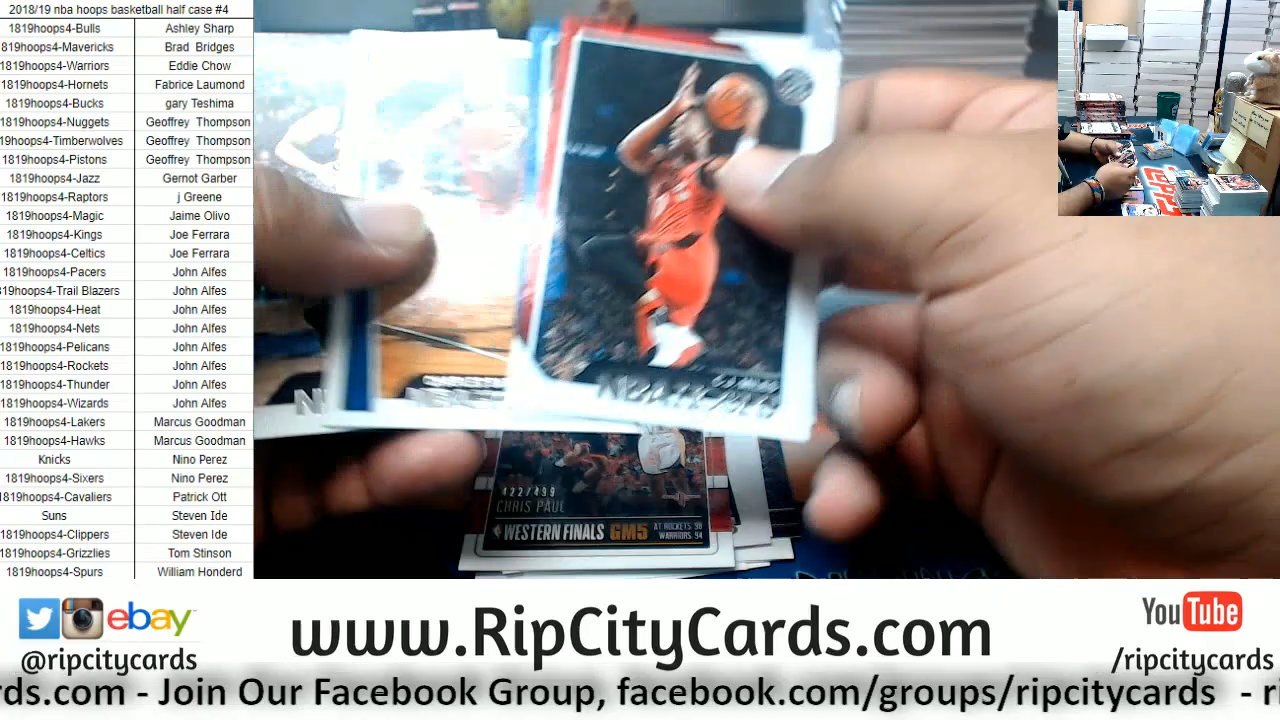 2018/19 nba hoops basketball half case #4
1819hoops4-Bulls Ashley Sharp
1819hoops4-Mavericks Brad Bridges
1819hoops4-Warriors Eddie Chow
1819hoops4-Hornets Fabrice Laumond
1819hoops4-Bucks gary Teshima
1819hoops4-Nuggets Geoffrey Thompson
19hoops4-Timberwolves Geoffrey Thompson
1819hoops4-Pistons Geoffrey Thompson
1819hoops4-Jazz Gernot Garber
1819hoops4-Raptors j Greene
1819hoops4-Magic Jaime Olivo
1819hoops4-Kings Joe Ferrara
1819hoops4-Celtics Joe Ferrara
1819hoops4-Pacers John Alfes
819hoops4-Trail Blazers John Alfes
1819hoops4-Heat John Alfes
1819hoops4-Nets John Alfes
1819hoops4-Pelicans John Alfes
1819hoops4-Rockets John Alfes
1819hoops4-Thunder John Alfes
1819hoops4-Wizards John Alfes
1819hoops4-Lakers Marcus Goodman
1819hoops4-Hawks Marcus Goodman
Knicks Nino Perez
1819hoops4-Sixers Nino Perez
1819hoops4-Cavaliers Patrick Ott
Suns Steven Ide
1819hoops4-Clippers Steven Ide
1819hoops4-Grizzlies Tom Stinson
1819hoops4-Spurs William Honderd
422/499
CHRIS PAUL
WESTERN FINALS GM5
AT ROCKETS 98
WARRIORS 94
TOPPS
ebay
@ripcitycards
www.RipCityCards.com
YouTube
/ripcitycards
rds.com - Join Our Facebook Group, facebook.com/groups/ripcitycards - ri